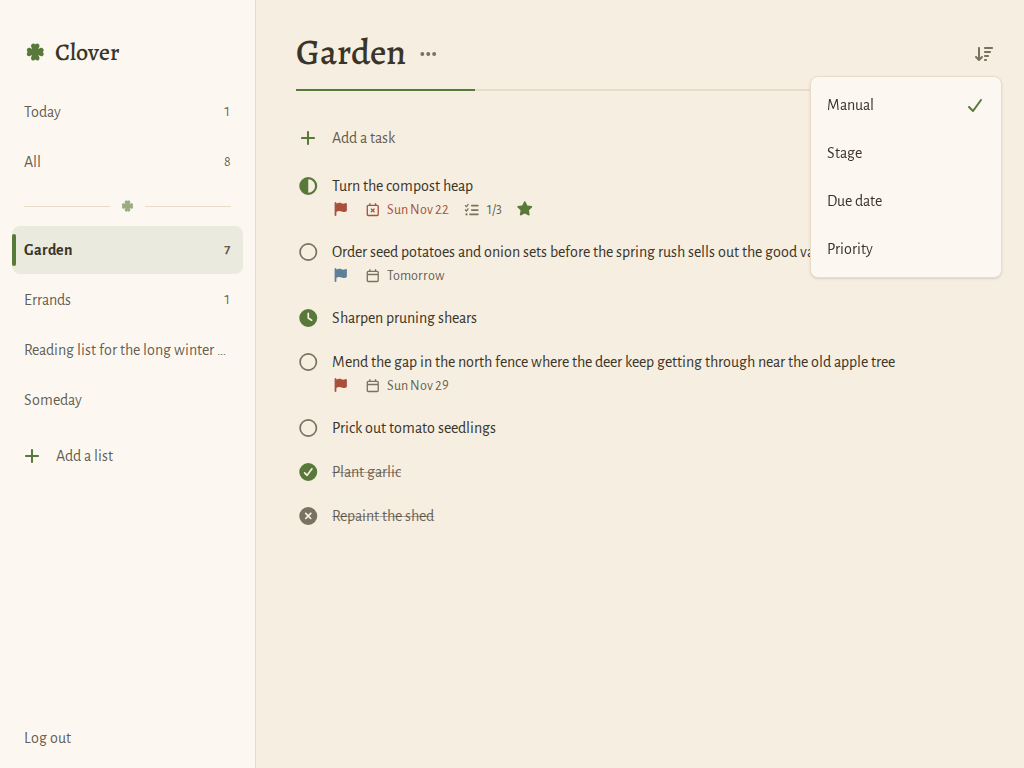 Clover
Today 1
All 8
Garden 7
Errands 1
Reading list for the long winter ...
Someday
Add a list
Log out
Garden
Add a task
Turn the compost heap
Sun Nov 22 1/3
Order seed potatoes and onion sets before the spring rush sells out the good
Tomorrow
Sharpen pruning shears
Mend the gap in the north fence where the deer keep getting through near the old apple tree
Sun Nov 29
Prick out tomato seedlings
Plant garlic
Repaint the shed
Manual
Stage
Due date
Priority